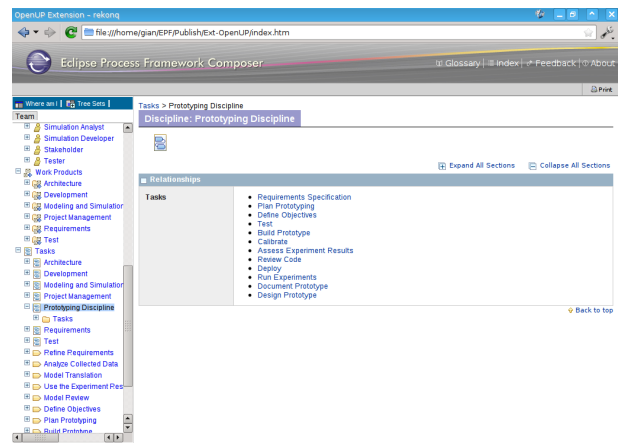 OpenUP Extension – rekonq
file:///home/gian/EPF/Publish/Ext-OpenUP/index.htm
Eclipse Process Framework Composer
Glossary | Index | Feedback | About
Print
Where am I | Tree Sets |
Team
Simulation Analyst
Simulation Developer
Stakeholder
Tester
Work Products
Architecture
Development
Modeling and Simulation
Project Management
Requirements
Test
Tasks
Architecture
Development
Modeling and Simulation
Project Management
Prototyping Discipline
Tasks
Requirements
Test
Refine Requirements
Analyze Collected Data
Model Translation
Use the Experiment Res
Model Review
Define Objectives
Plan Prototyping
Build Prototype
Tasks > Prototyping Discipline
Discipline: Prototyping Discipline
Expand All Sections Collapse All Sections
Relationships
Tasks
Requirements Specification
Plan Prototyping
Define Objectives
Test
Build Prototype
Calibrate
Assess Experiment Results
Review Code
Deploy
Run Experiments
Document Prototype
Design Prototype
Back to top